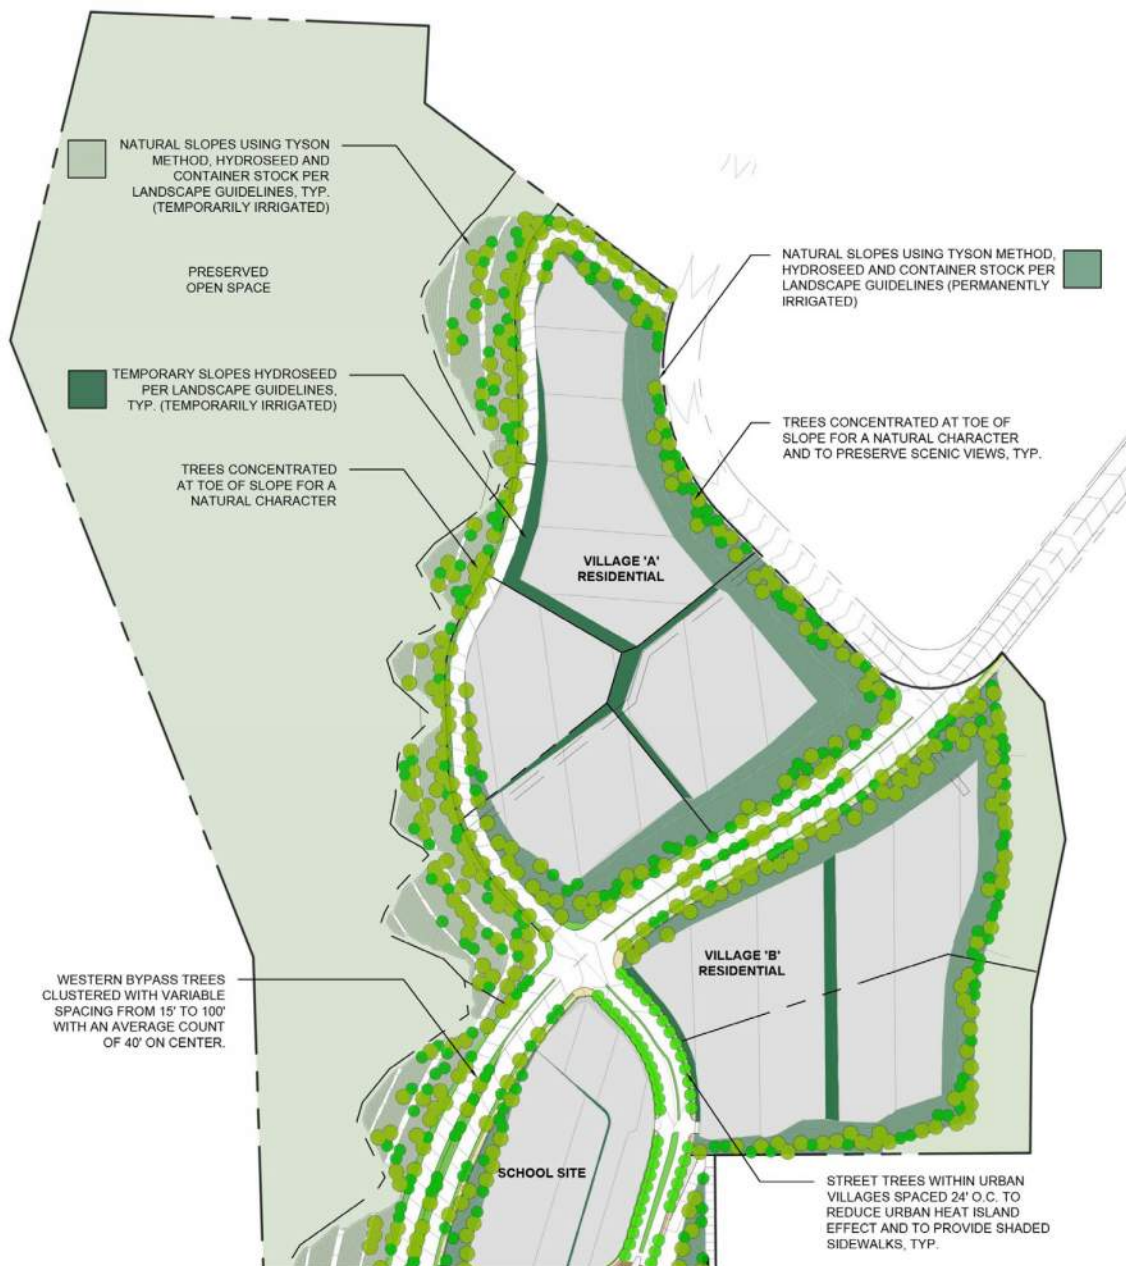 NATURAL SLOPES USING TYSON
METHOD, HYDROSEED AND
CONTAINER STOCK PER
LANDSCAPE GUIDELINES, TYP.
(TEMPORARILY IRRIGATED)
PRESERVED
OPEN SPACE
NATURAL SLOPES USING TYSON METHOD,
HYDROSEED AND CONTAINER STOCK PER
LANDSCAPE GUIDELINES (PERMANENTLY
IRRIGATED)
TEMPORARY SLOPES HYDROSEED
PER LANDSCAPE GUIDELINES,
TYP. (TEMPORARILY IRRIGATED)
TREES CONCENTRATED AT TOE OF
SLOPE FOR A NATURAL CHARACTER
AND TO PRESERVE SCENIC VIEWS, TYP.
TREES CONCENTRATED
AT TOE OF SLOPE FOR A
NATURAL CHARACTER
VILLAGE 'A'
RESIDENTIAL
VILLAGE 'B'
RESIDENTIAL
WESTERN BYPASS TREES
CLUSTERED WITH VARIABLE
SPACING FROM 15' TO 100'
WITH AN AVERAGE COUNT
OF 40' ON CENTER.
SCHOOL SITE
STREET TREES WITHIN URBAN
VILLAGES SPACED 24' O.C. TO
REDUCE URBAN HEAT ISLAND
EFFECT AND TO PROVIDE SHADED
SIDEWALKS, TYP.